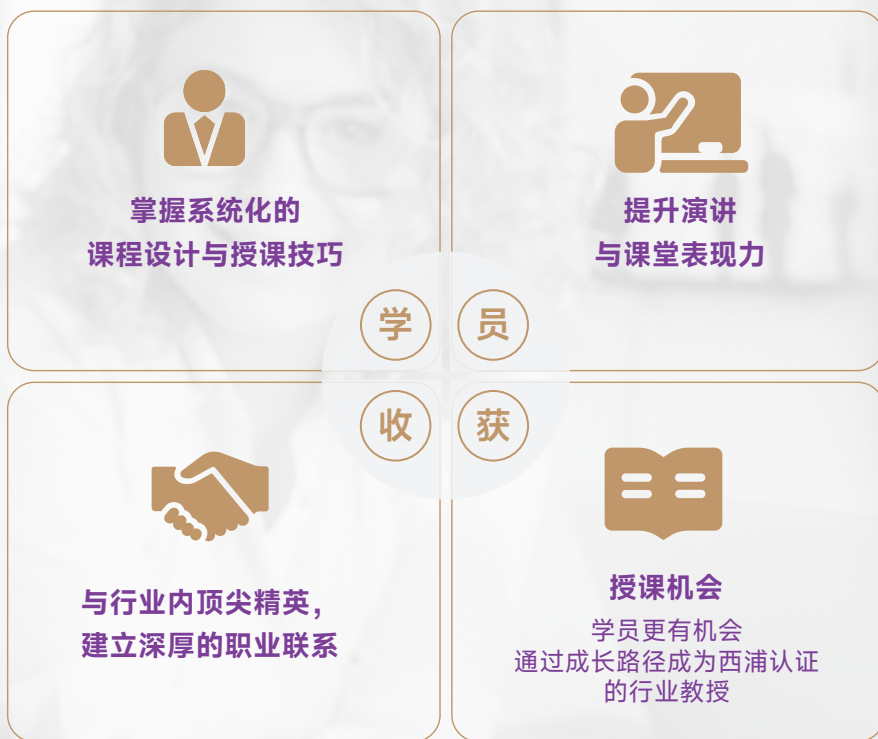 掌握系统化的
课程设计与授课技巧
提升演讲
与课堂表现力
学 员
收 获
与行业内顶尖精英，
建立深厚的职业联系
授课机会
学员更有机会
通过成长路径成为西浦认证
的行业教授